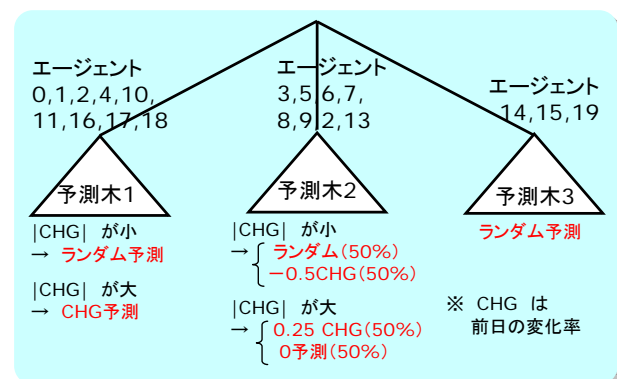 エージェント
0,1,2,4,10,
11,16,17,18
予測木1
|CHG| が小
→ ランダム予測
|CHG| が大
→ CHG予測
エージェント
3,5,6,7,
8,9,2,13
予測木2
|CHG| が小
→ ランダム(50%)
−0.5CHG(50%)
|CHG| が大
→ 0.25 CHG(50%)
0予測(50%)
エージェント
14,15,19
予測木3
ランダム予測
※ CHG は
前日の変化率